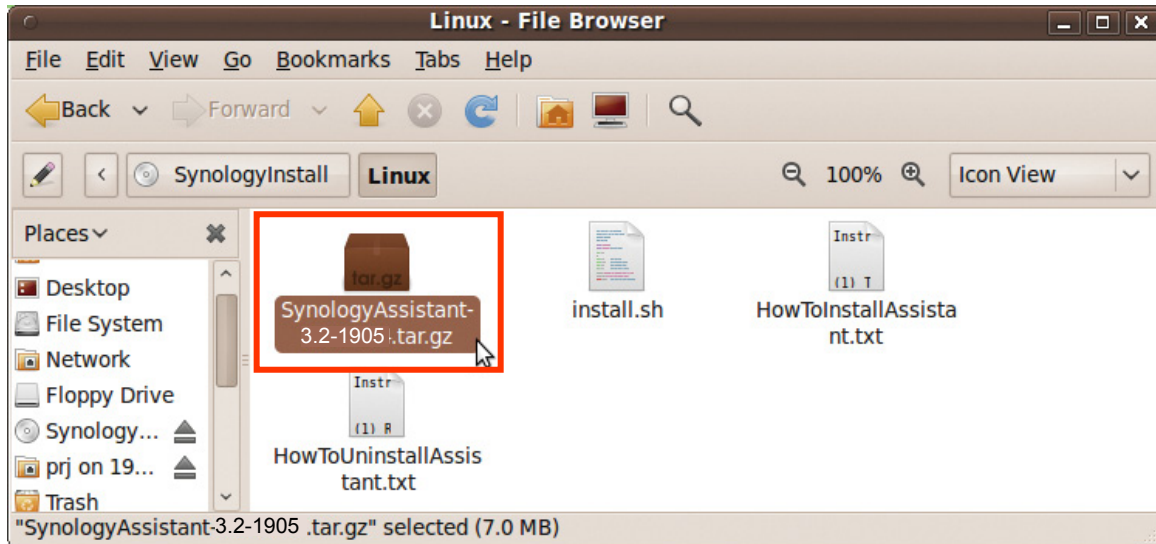 Linux - File Browser
File Edit View Go Bookmarks Tabs Help
Back Forward
SynologyInstall Linux 100% Icon View
Places
Desktop
File System
Network
Floppy Drive
Synology...
prj on 19...
Trash
tar.gz
SynologyAssistant-
3.2-1905 .tar.gz
install.sh
Instr
(1) T
HowToInstallAssista
nt.txt
Instr
(1) R
HowToUninstallAssis
tant.txt
"SynologyAssistant-3.2-1905 .tar.gz" selected (7.0 MB)